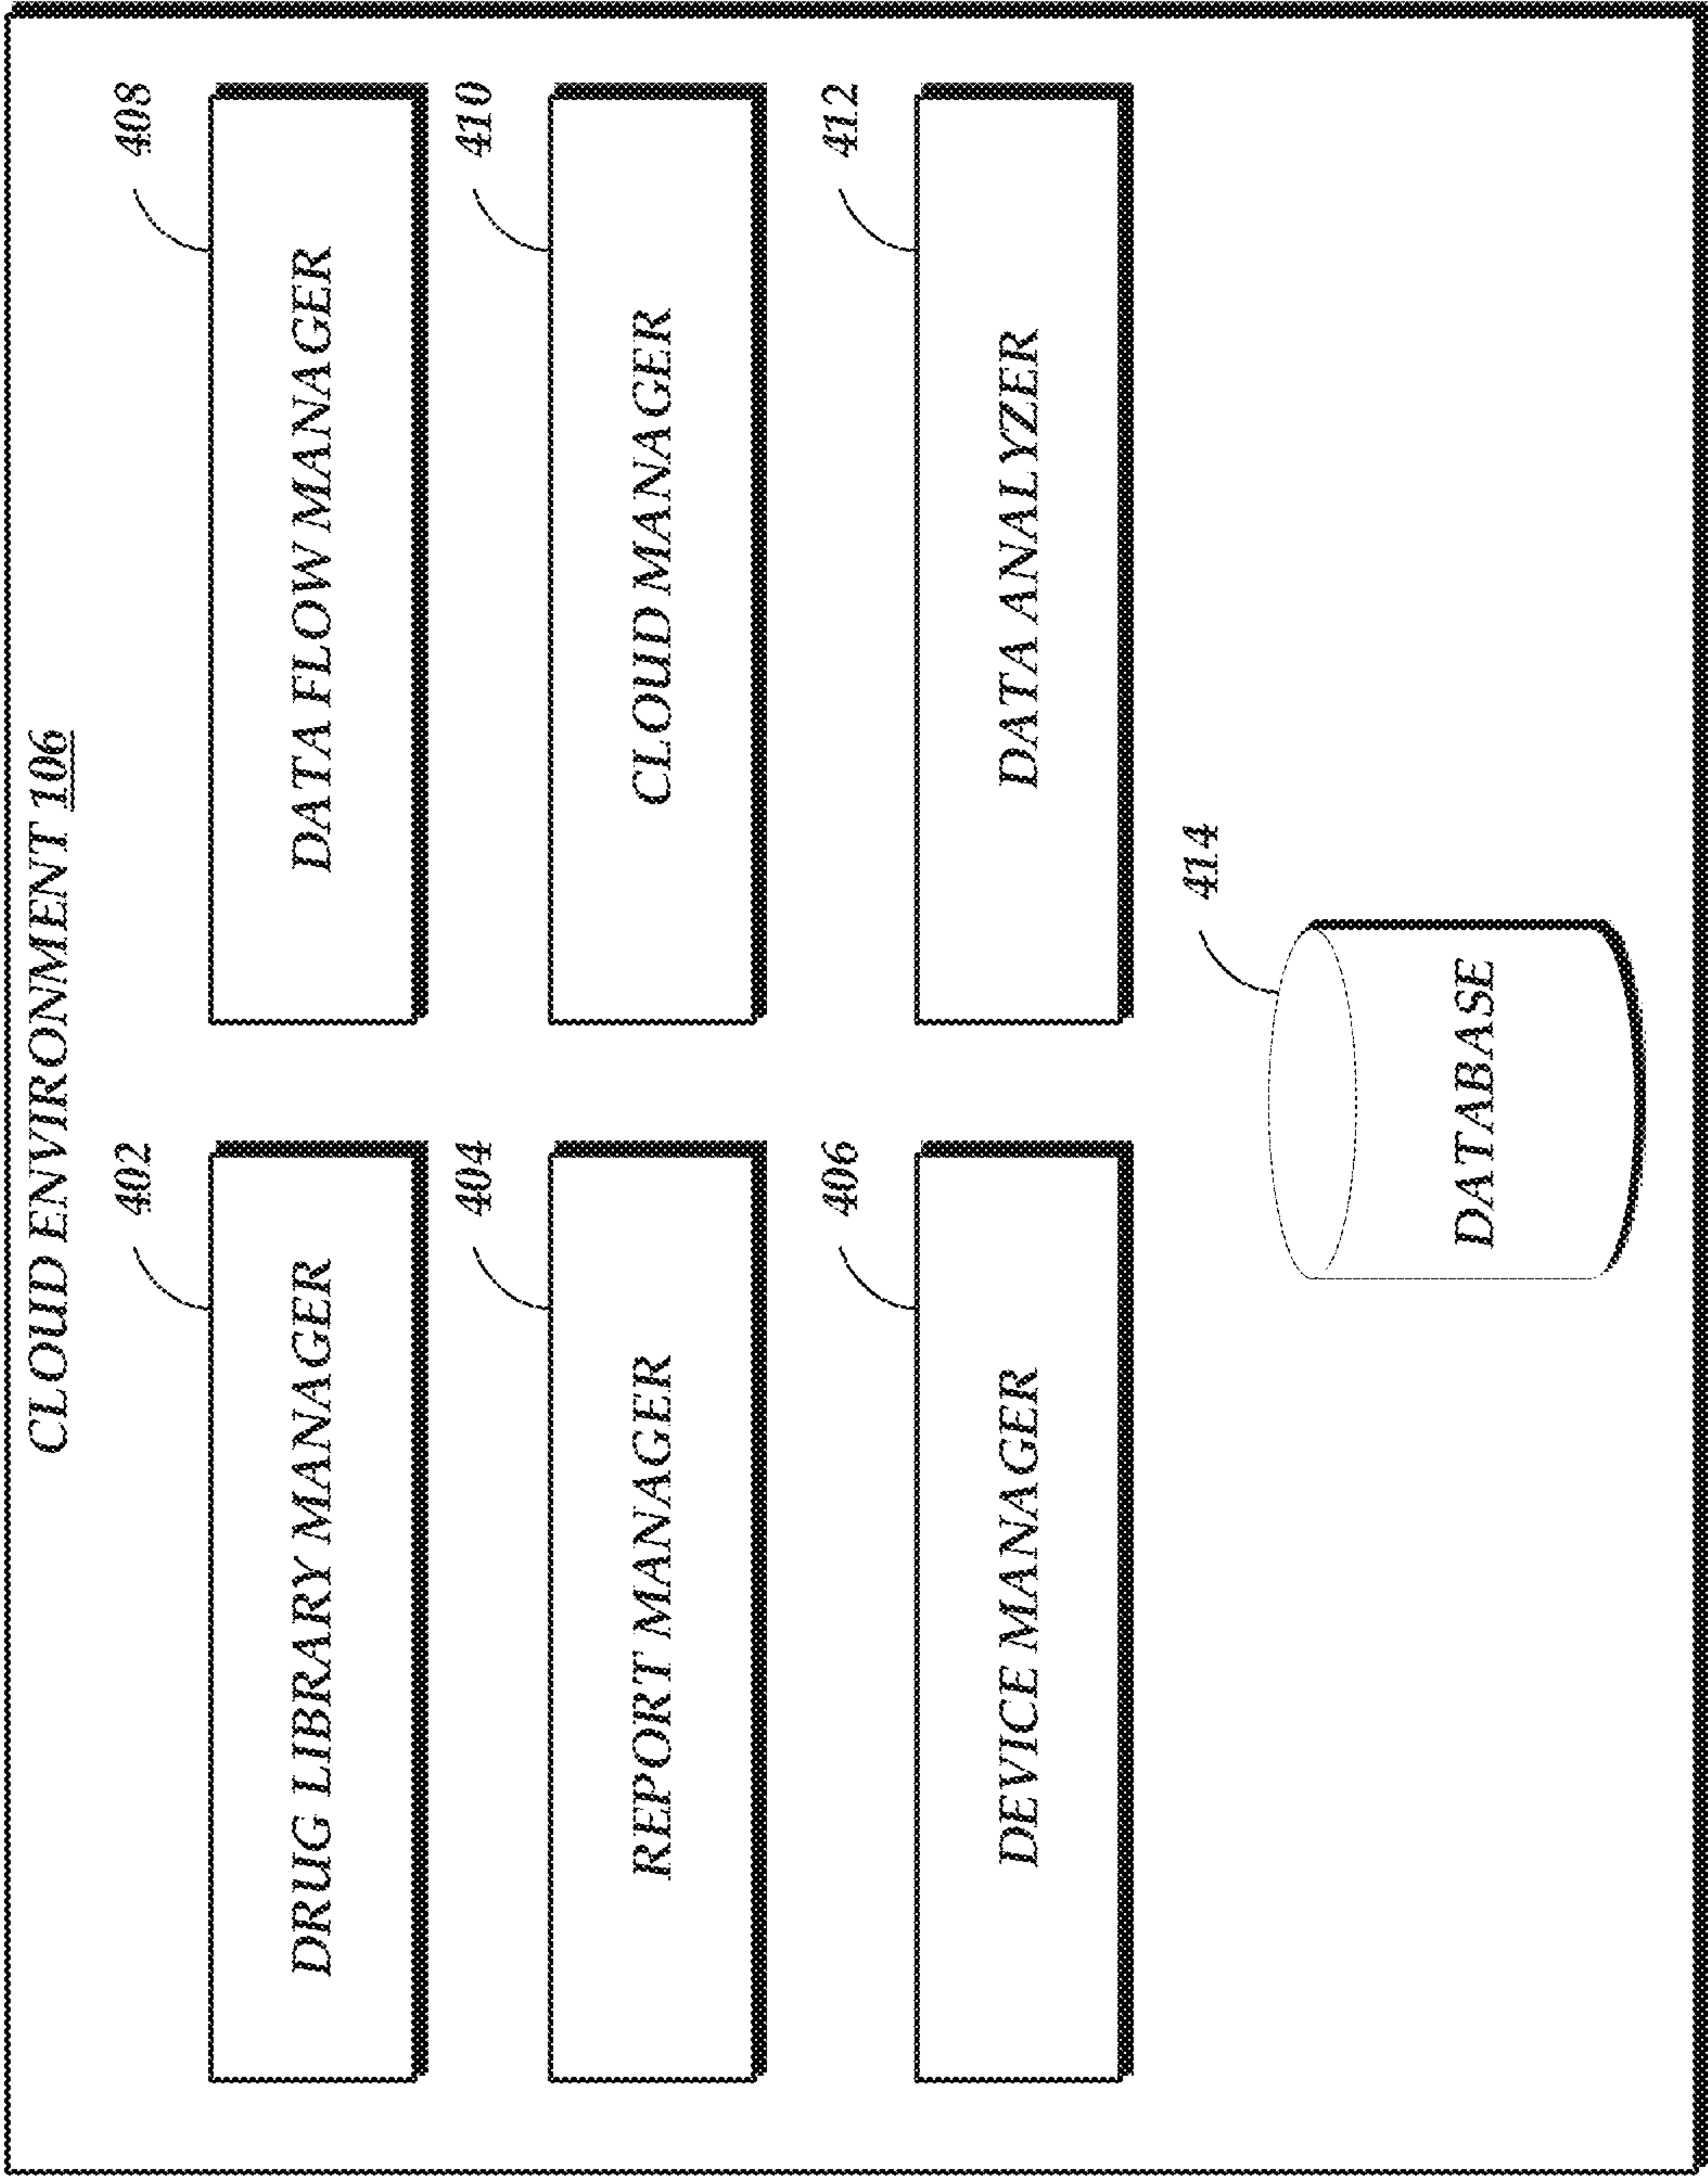 CLOUD ENVIRONMENT 106
402
DRUG LIBRARY MANAGER
408
DATA FLOW MANAGER
404
REPORT MANAGER
410
CLOUD MANAGER
406
DEVICE MANAGER
412
DATA ANALYZER
414
DATABASE